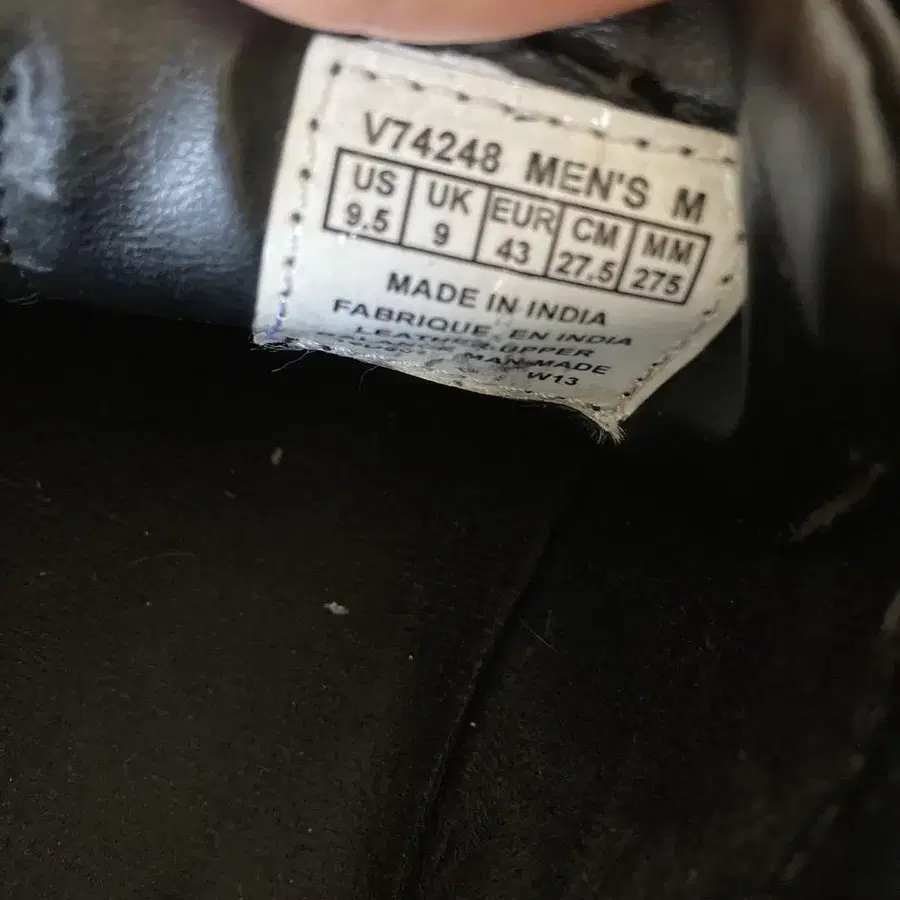 V74248 MEN'S M
US UK EUR CM MM
9.5 9 43 27.5 275
MADE IN INDIA
FABRIQUE EN INDIA
LEATHER UPPER
MAN MADE
W13